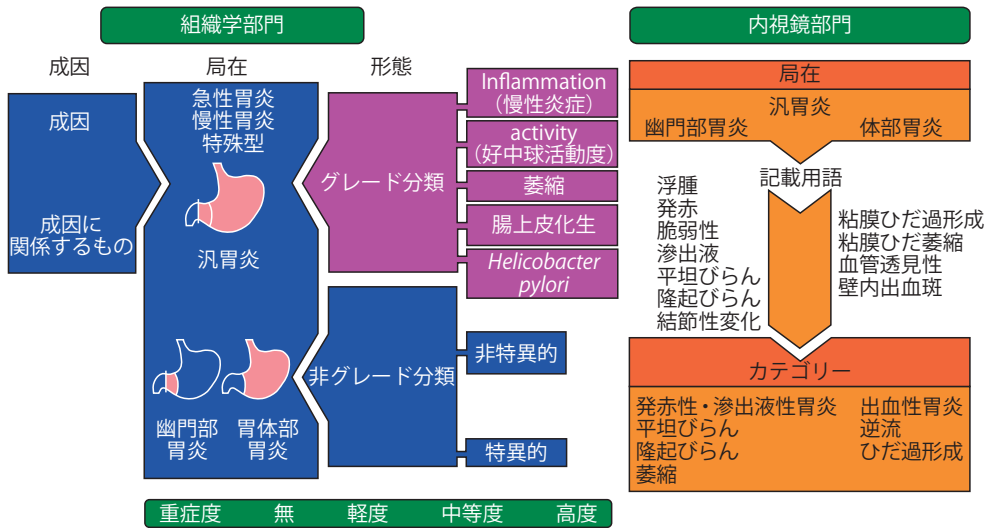 組織学部門
成因
局在
形態
成因
成因に
関係するもの
急性胃炎
慢性胃炎
特殊型
汎胃炎
幽門部
胃炎
胃体部
胃炎
グレード分類
Inflammation
(慢性炎症)
activity
(好中球活動度)
萎縮
腸上皮化生
Helicobacter
pylori
非グレード分類
非特異的
特異的
重症度 無 軽度 中等度 高度
内視鏡部門
局在
汎胃炎
幽門部胃炎 体部胃炎
記載用語
浮腫
発赤
脆弱性
滲出液
平坦びらん
隆起びらん
結節性変化
粘膜ひだ過形成
粘膜ひだ萎縮
血管透見性
壁内出血斑
カテゴリー
発赤性・滲出液性胃炎
平坦びらん
隆起びらん
萎縮
出血性胃炎
逆流
ひだ過形成